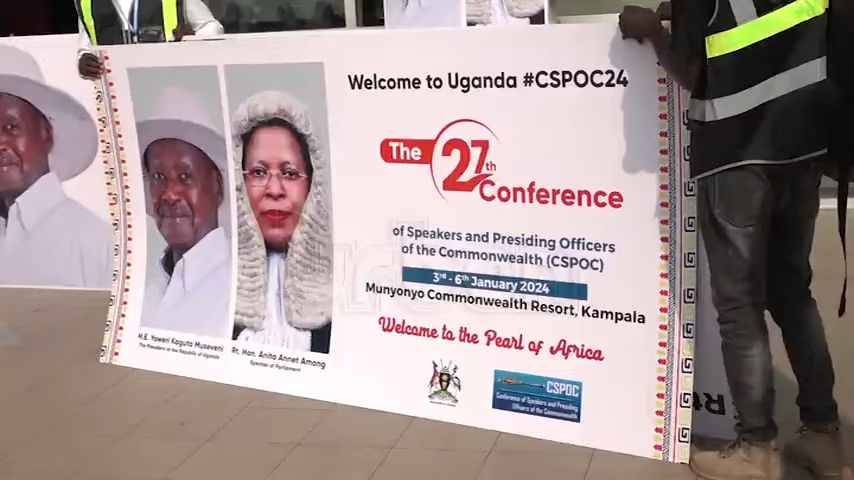 Welcome to Uganda #CSPOC24
The 27th
Conference
of Speakers and Presiding Officers
of the Commonwealth (CSPOC)
3rd - 6th January 2024
Munyonyo Commonwealth Resort, Kampala
Welcome to the Pearl of Africa
H.E. Yoweri Kaguta Museveni
The President of the Republic of Uganda
Rt. Hon. Anita Annet Among
Speaker of Parliament
CSPOC
Conference of Speakers and Presiding
Officers of the Commonwealth
Rt